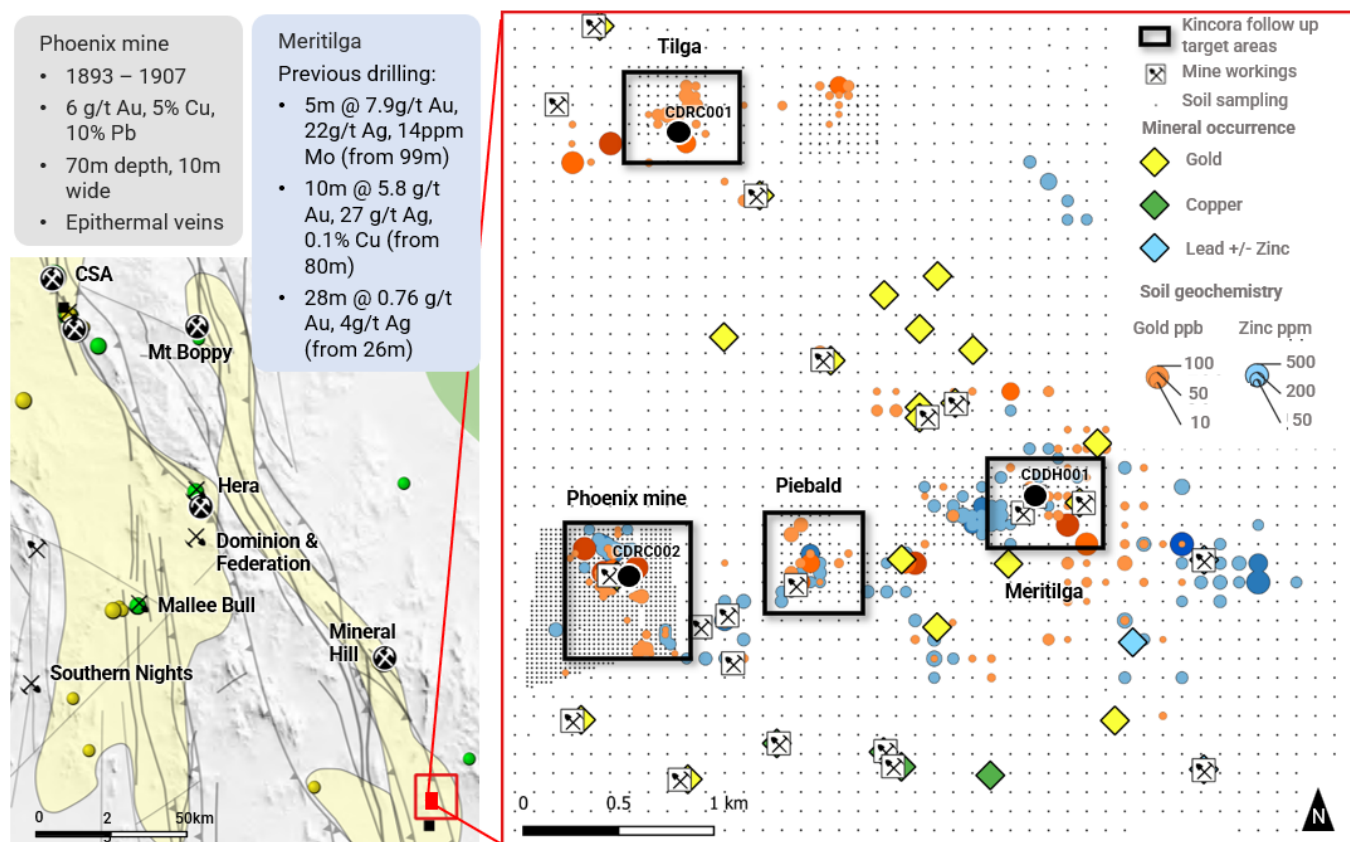 Phoenix mine
• 1893 – 1907
• 6 g/t Au, 5% Cu,
10% Pb
• 70m depth, 10m
wide
• Epithermal veins
Meritilga
Previous drilling:
• 5m @ 7.9g/t Au,
22g/t Ag, 14ppm
Mo (from 99m)
• 10m @ 5.8 g/t
Au, 27 g/t Ag,
0.1% Cu (from
80m)
• 28m @ 0.76 g/t
Au, 4g/t Ag
(from 26m)
CSA
Mt Boppy
Hera
Dominion &
Federation
Mallee Bull
Mineral
Hill
Southern Nights
0 2 50km
Tilga
CDRC001
Phoenix mine
CDRC002
Piebald
CDDH001
Meritilga
0 0.5 1 km
N
Kincora follow up
target areas
Mine workings
Soil sampling
Mineral occurrence
Gold
Copper
Lead +/- Zinc
Soil geochemistry
Gold ppb Zinc ppm
100 500
50 200
10 50